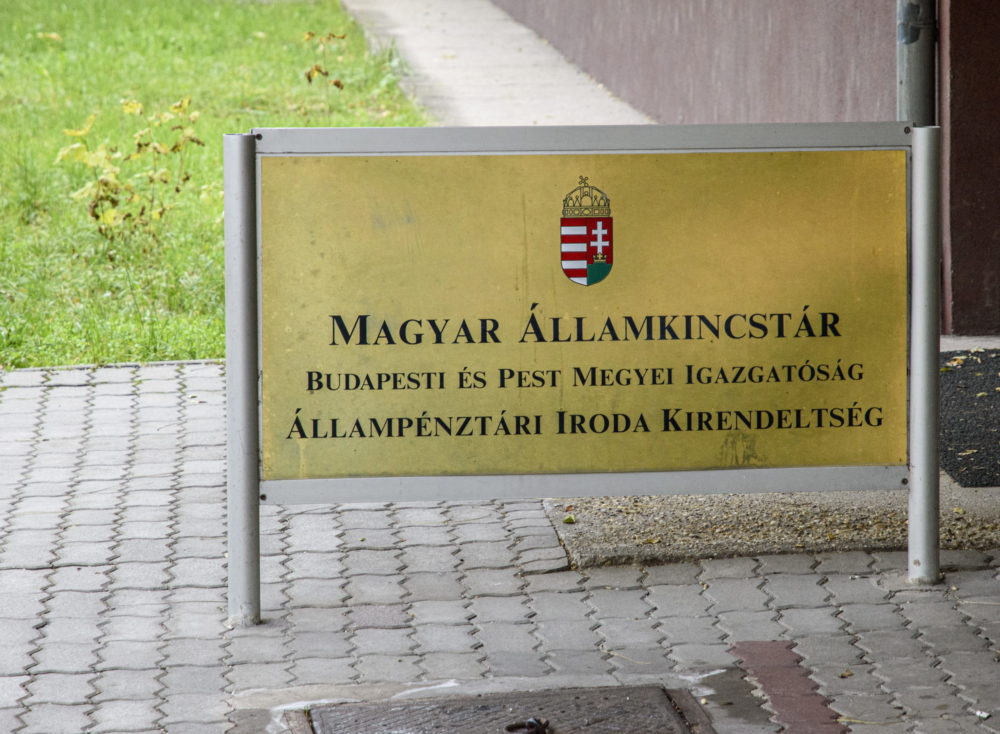 MAGYAR ÁLLAMKINCSTÁR
BUDAPESTI ÉS PEST MEGYEI IGAZGATÓSÁG
ÁLLAMPÉNZTÁRI IRODA KIRENDELTSÉG